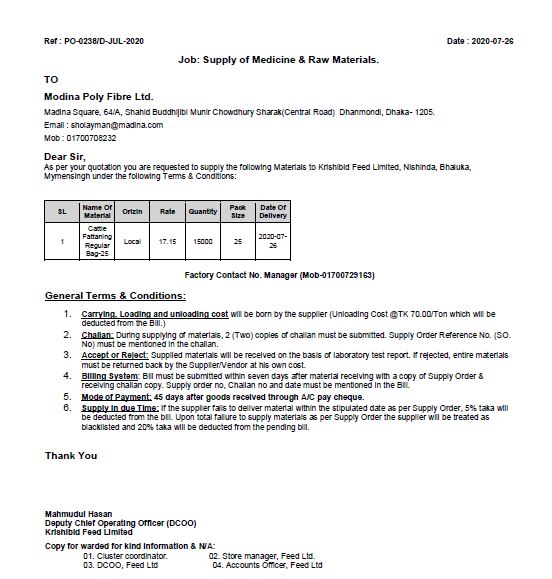 Ref : PO-0238/D-JUL-2020 Date : 2020-07-26
Job: Supply of Medicine & Raw Materials.
TO
Modina Poly Fibre Ltd.
Madina Square, 64/A, Shahid Buddhijibi Munir Chowdhury Sharak(Central Road) Dhanmondi, Dhaka- 1205.
Email : sholayman@madina.com
Mob : 01700708232
Dear Sir,
As per your quotation you are requested to supply the following Materials to Krishibid Feed Limited, Nishinda, Bhaluka,
Mymensingh under the following Terms & Conditions:
SL Name Of Material Orizin Rate Quantity Pack Size Date Of Delivery
1 Cattle Fattaning Regular Bag-25 Local 17.15 15000 25 2020-07-26
Factory Contact No. Manager (Mob-01700729163)
General Terms & Conditions:
1. Carrying, Loading and unloading cost will be born by the supplier (Unloading Cost @TK 70.00/Ton which will be
deducted from the Bill.)
2. Challan: During supplying of materials, 2 (Two) copies of challan must be submitted. Supply Order Reference No. (SO.
No) must be mentioned in the challan.
3. Accept or Reject: Supplied materials will be received on the basis of laboratory test report. If rejected, entire materials
must be returned back by the Supplier/Vendor at his own cost.
4. Billing System: Bill must be submitted within seven days after material receiving with a copy of Supply Order &
receiving challan copy. Supply order no, Challan no and date must be mentioned in the Bill.
5. Mode of Payment: 45 days after goods received through A/C pay cheque.
6. Supply in due Time: If the supplier fails to deliver material within the stipulated date as per Supply Order, 5% taka will
be deducted from the bill. Upon total failure to supply materials as per Supply Order the supplier will be treated as
blacklisted and 20% taka will be deducted from the pending bill.
Thank You
Mahmudul Hasan
Deputy Chief Operating Officer (DCOO)
Krishibid Feed Limited
Copy for warded for kind Information & N/A:
01. Cluster coordinator. 02. Store manager, Feed Ltd.
03. DCOO, Feed Ltd 04. Accounts Officer, Feed Ltd